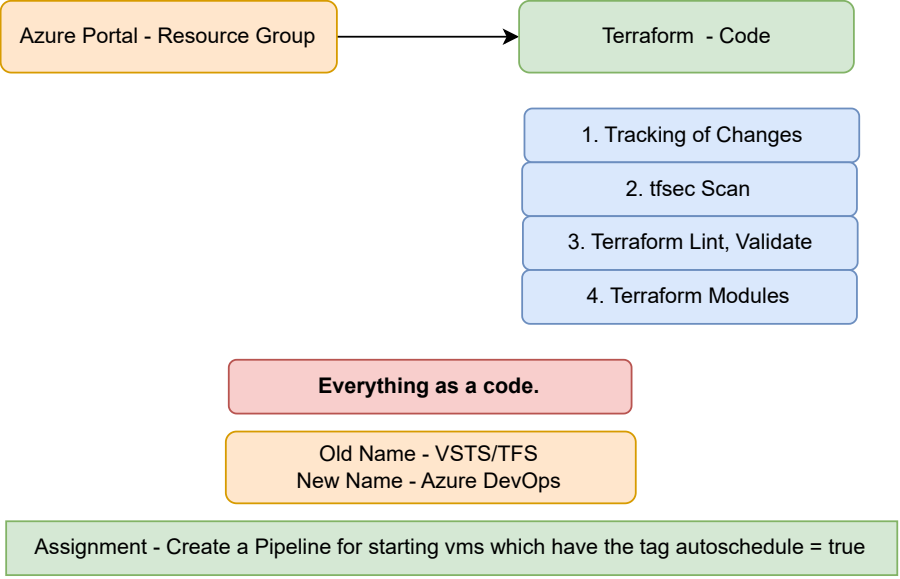 Azure Portal - Resource Group
Terraform - Code
1. Tracking of Changes
2. tfsec Scan
3. Terraform Lint, Validate
4. Terraform Modules
Everything as a code.
Old Name - VSTS/TFS
New Name - Azure DevOps
Assignment - Create a Pipeline for starting vms which have the tag autoschedule = true